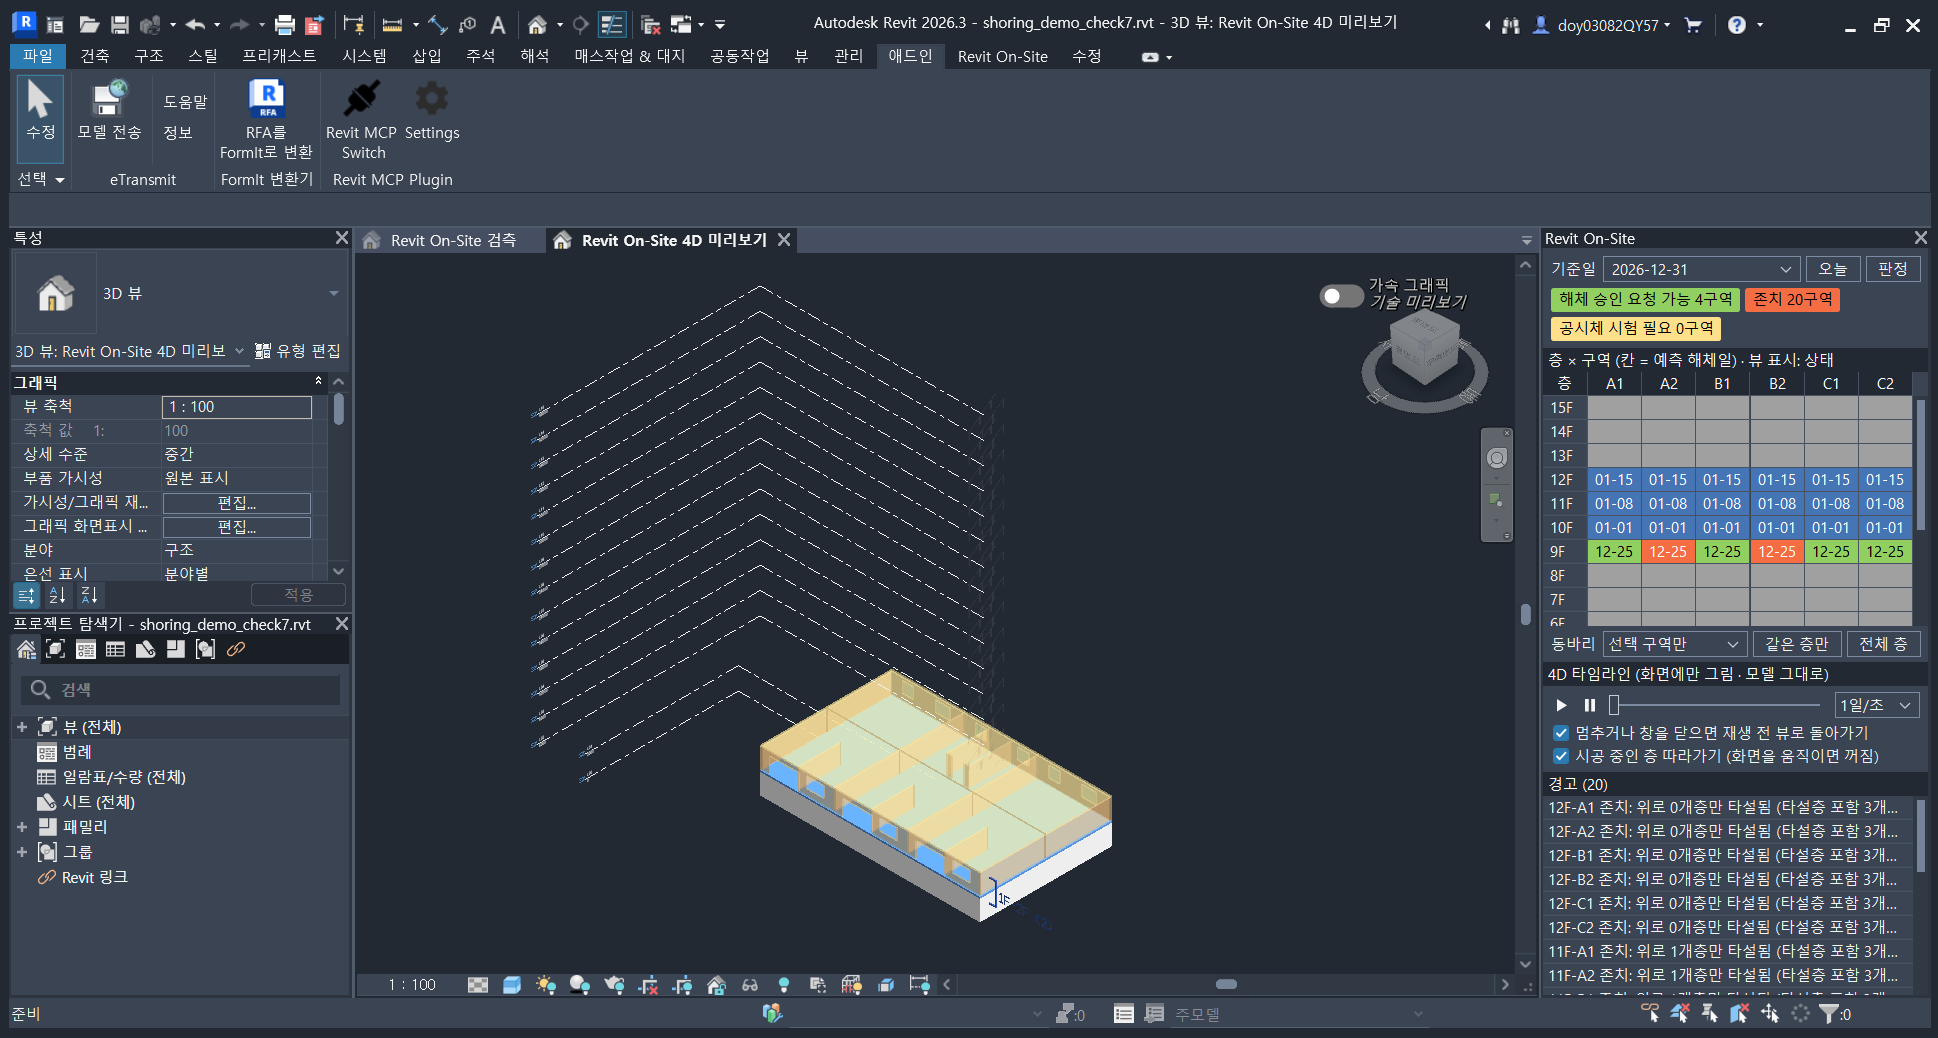 Autodesk Revit 2026.3 - shoring_demo_check7.rvt - 3D 뷰: Revit On-Site 4D 미리보기
doy03082QY57
파일 건축 구조 스틸 프리캐스트 시스템 삽입 주석 해석 매스작업 & 대지 공동작업 뷰 관리 애드인 Revit On-Site 수정
수정
모델 전송
도움말
정보
RFA를
FormIt로 변환
Revit MCP
Switch
Settings
선택
eTransmit
FormIt 변환기
Revit MCP Plugin
특성
3D 뷰
3D 뷰: Revit On-Site 4D 미리보
유형 편집
그래픽
뷰 축척 1 : 100
축척 값 1: 100
상세 수준 중간
부품 가시성 원본 표시
가시성/그래픽 재... 편집...
그래픽 화면표시 ... 편집...
분야 구조
은선 표시 분야별
적용
프로젝트 탐색기 - shoring_demo_check7.rvt
검색
뷰 (전체)
범례
일람표/수량 (전체)
시트 (전체)
패밀리
그룹
Revit 링크
준비
Revit On-Site 검측
Revit On-Site 4D 미리보기
가속 그래픽
기술 미리보기
1F
1 : 100
:0
주모델
:0
Revit On-Site
기준일 2026-12-31 오늘 판정
해체 승인 요청 가능 4구역 존치 20구역
공시체 시험 필요 0구역
층 × 구역 (칸 = 예측 해체일) · 뷰 표시: 상태
층 A1 A2 B1 B2 C1 C2
15F
14F
13F
12F 01-15 01-15 01-15 01-15 01-15 01-15
11F 01-08 01-08 01-08 01-08 01-08 01-08
10F 01-01 01-01 01-01 01-01 01-01 01-01
9F 12-25 12-25 12-25 12-25 12-25 12-25
8F
7F
6F
동바리 선택 구역만 같은 층만 전체 층
4D 타임라인 (화면에만 그림 · 모델 그대로)
1일/초
멈추거나 창을 닫으면 재생 전 뷰로 돌아가기
시공 중인 층 따라가기 (화면을 움직이면 꺼짐)
경고 (20)
12F-A1 존치: 위로 0개층만 타설됨 (타설층 포함 3개...
12F-A2 존치: 위로 0개층만 타설됨 (타설층 포함 3개...
12F-B1 존치: 위로 0개층만 타설됨 (타설층 포함 3개...
12F-B2 존치: 위로 0개층만 타설됨 (타설층 포함 3개...
12F-C1 존치: 위로 0개층만 타설됨 (타설층 포함 3개...
12F-C2 존치: 위로 0개층만 타설됨 (타설층 포함 3개...
11F-A1 존치: 위로 1개층만 타설됨 (타설층 포함 3개...
11F-A2 존치: 위로 1개층만 타설됨 (타설층 포함 3개...